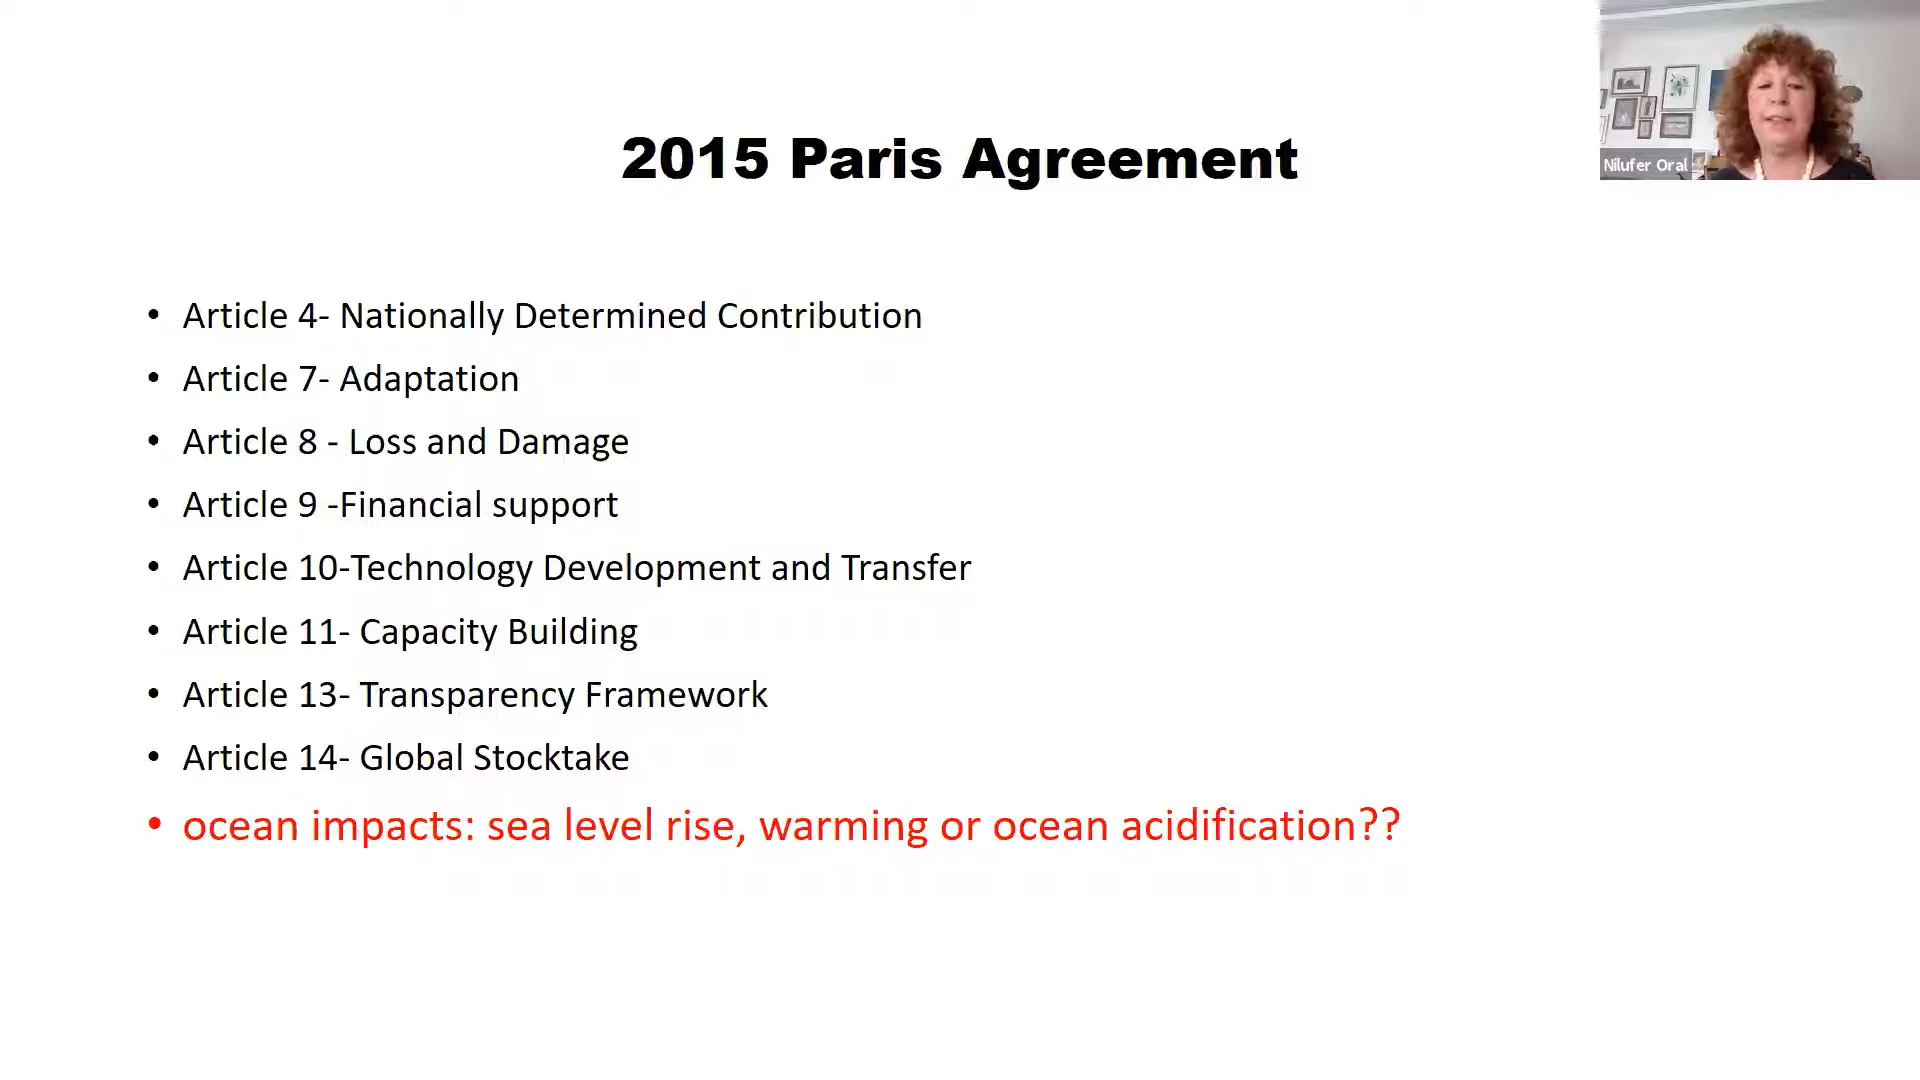 2015 Paris Agreement
Nilufer Oral
• Article 4- Nationally Determined Contribution
• Article 7- Adaptation
• Article 8 - Loss and Damage
• Article 9 -Financial support
• Article 10-Technology Development and Transfer
• Article 11- Capacity Building
• Article 13- Transparency Framework
• Article 14- Global Stocktake
• ocean impacts: sea level rise, warming or ocean acidification??